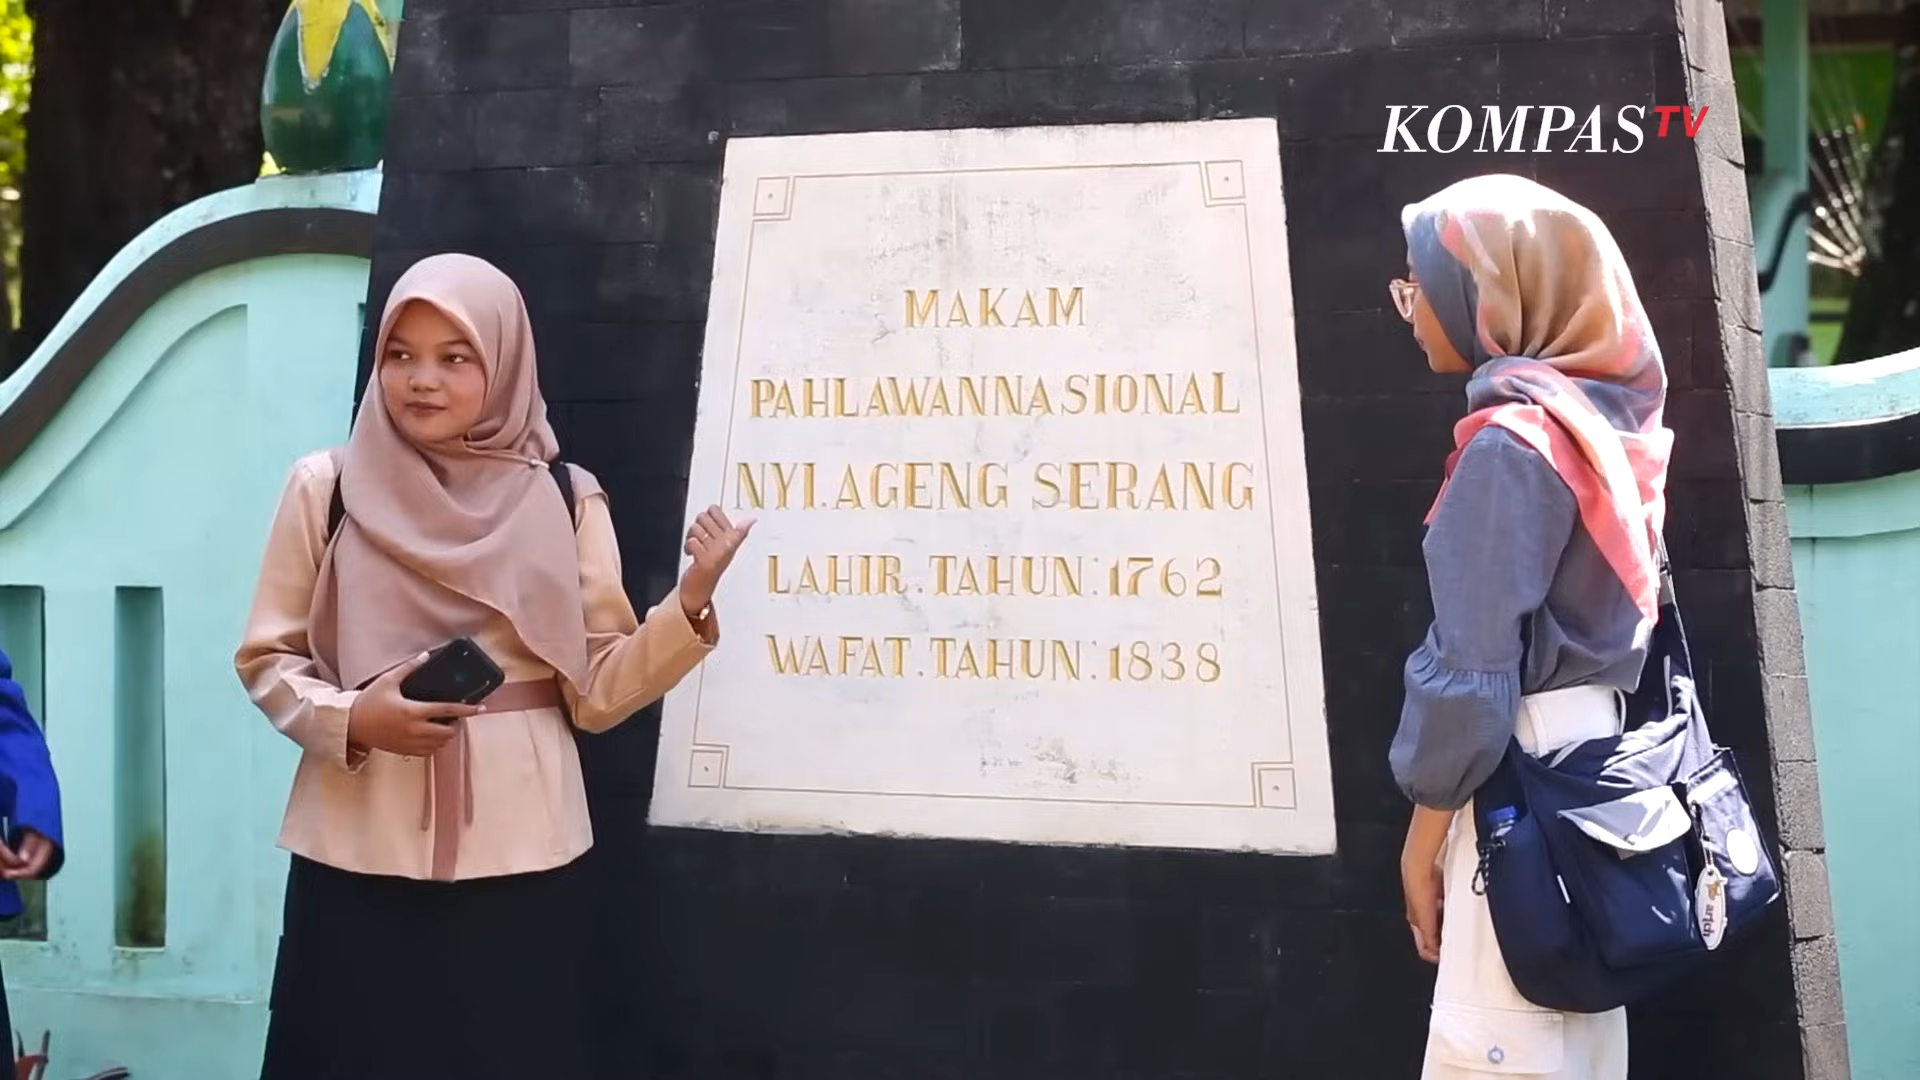 KOMPASTV
MAKAM
PAHLAWANNASIONAL
NYI.AGENG SERANG
LAHIR.TAHUN:1762
WAFAT.TAHUN:1838